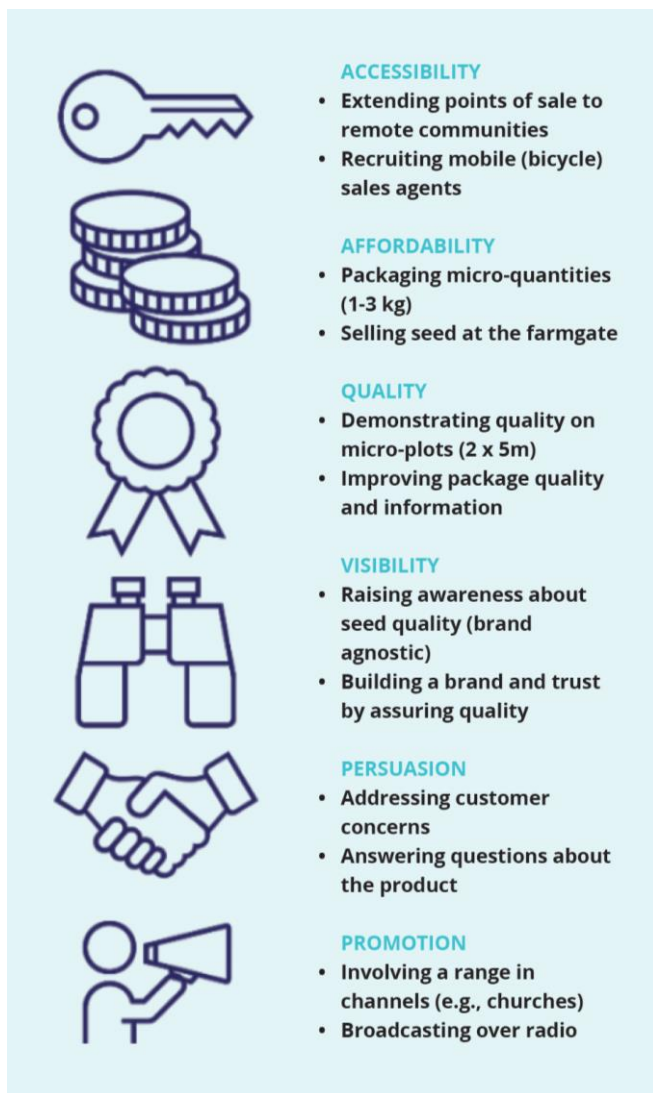 ACCESSIBILITY
• Extending points of sale to
remote communities
• Recruiting mobile (bicycle)
sales agents
AFFORDABILITY
• Packaging micro-quantities
(1-3 kg)
• Selling seed at the farmgate
QUALITY
• Demonstrating quality on
micro-plots (2 x 5m)
• Improving package quality
and information
VISIBILITY
• Raising awareness about
seed quality (brand
agnostic)
• Building a brand and trust
by assuring quality
PERSUASION
• Addressing customer
concerns
• Answering questions about
the product
PROMOTION
• Involving a range in
channels (e.g., churches)
• Broadcasting over radio